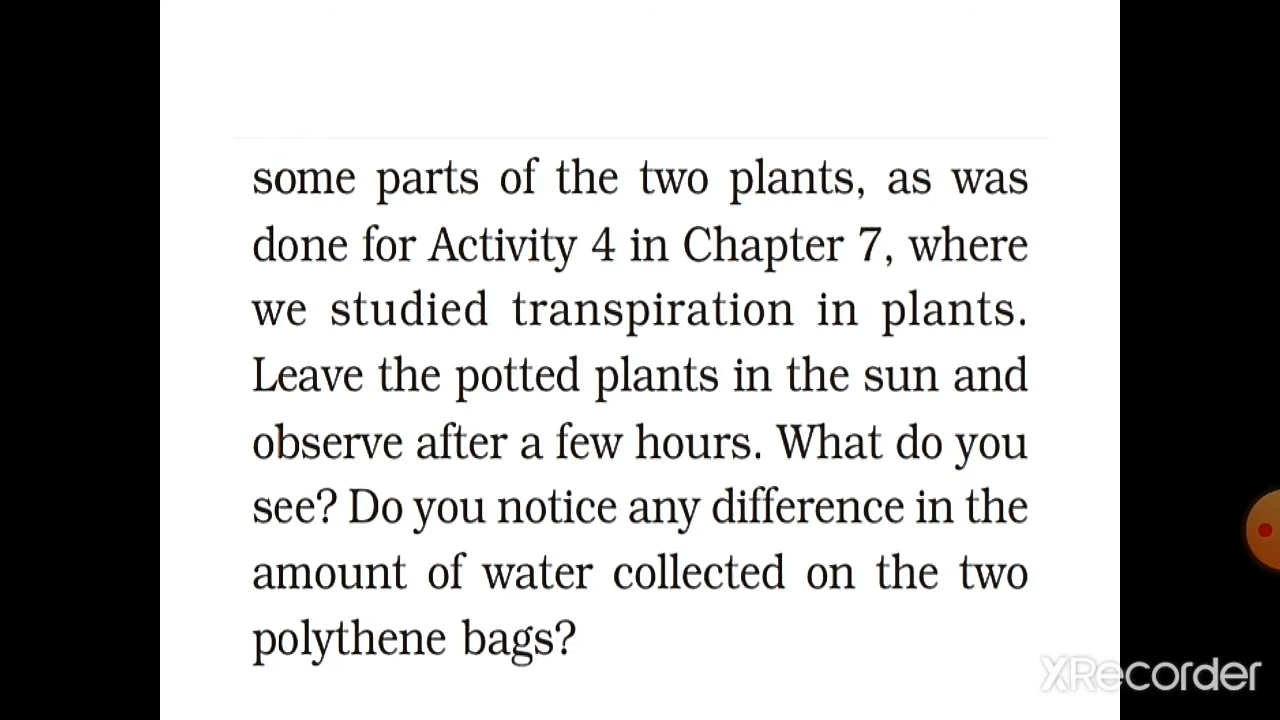 some parts of the two plants, as was
done for Activity 4 in Chapter 7, where
we studied transpiration in plants.
Leave the potted plants in the sun and
observe after a few hours. What do you
see? Do you notice any difference in the
amount of water collected on the two
polythene bags?
XRecorder